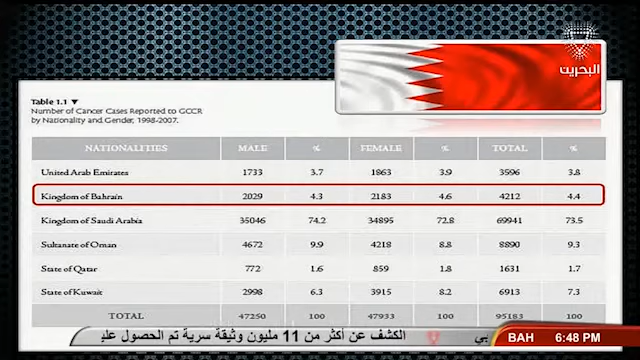 البحرين
Table 1.1 ▼
Number of Cancer Cases Reported to GCCR
by Nationality and Gender, 1998-2007.
NATIONALITIES MALE % FEMALE % TOTAL %
United Arab Emirates 1733 3.7 1863 3.9 3596 3.8
Kingdom of Bahrain 2029 4.3 2183 4.6 4212 4.4
Kingdom of Saudi Arabia 35046 74.2 34895 72.8 69941 73.5
Sultanate of Oman 4672 9.9 4218 8.8 8890 9.3
State of Qatar 772 1.6 859 1.8 1631 1.7
State of Kuwait 2998 6.3 3915 8.2 6913 7.3
TOTAL 47250 100 47933 100 95183 100
الكشف عن أكثر من 11 مليون وثيقة سرية تم الحصول
BAH 6:48 PM